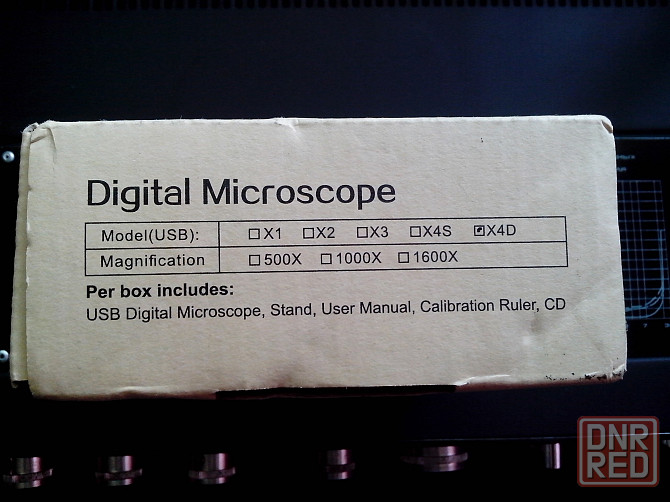 Digital Microscope
Model(USB): ☐X1 ☐X2 ☐X3 ☐X4S ☑X4D
Magnification ☐500X ☐1000X ☐1600X
Per box includes:
USB Digital Microscope, Stand, User Manual, Calibration Ruler, CD
DNR
RED